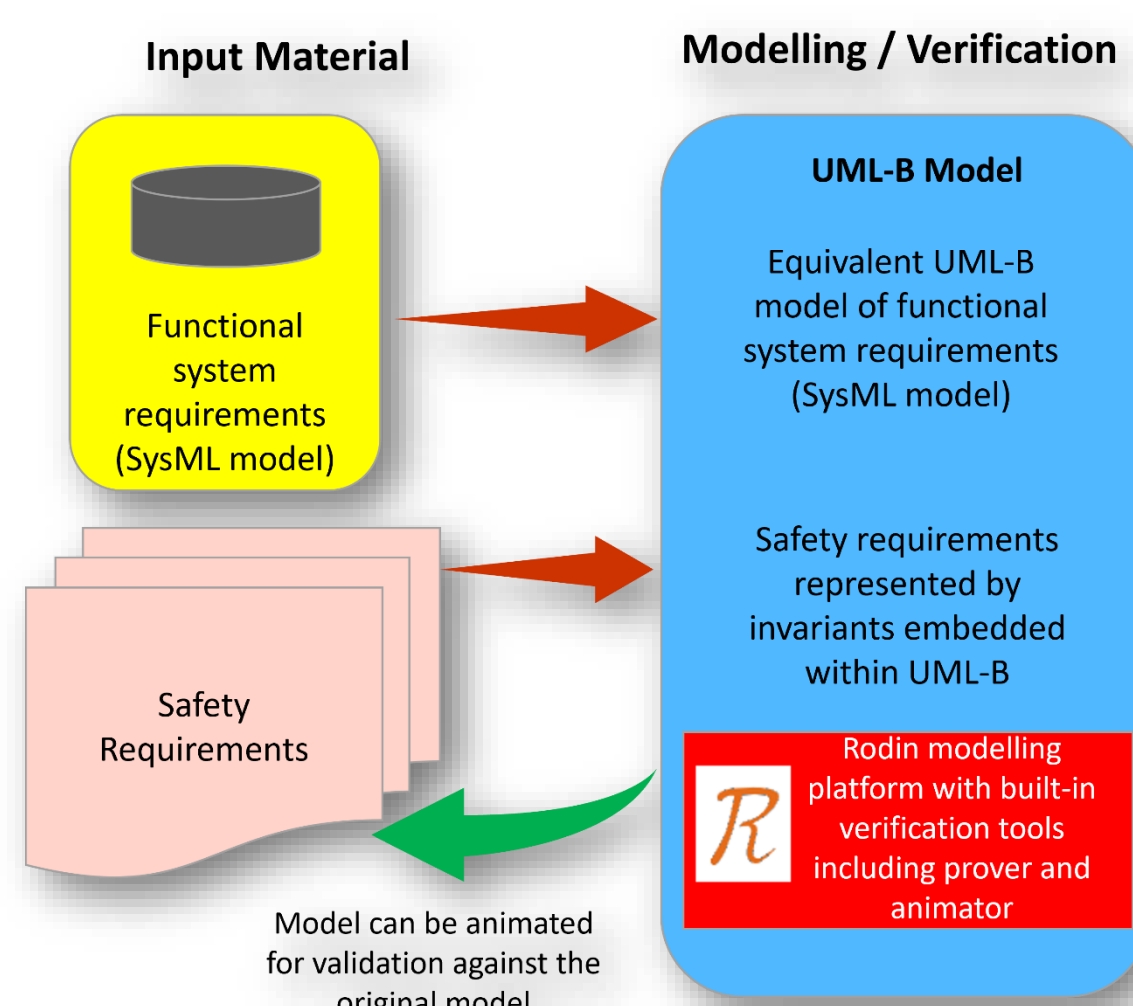 Input Material
Modelling / Verification
Functional
system
requirements
(SysML model)
UML-B Model
Equivalent UML-B
model of functional
system requirements
(SysML model)
Safety
Requirements
Safety requirements
represented by
invariants embedded
within UML-B
R
Rodin modelling
platform with built-in
verification tools
including prover and
animator
Model can be animated
for validation against the
original model